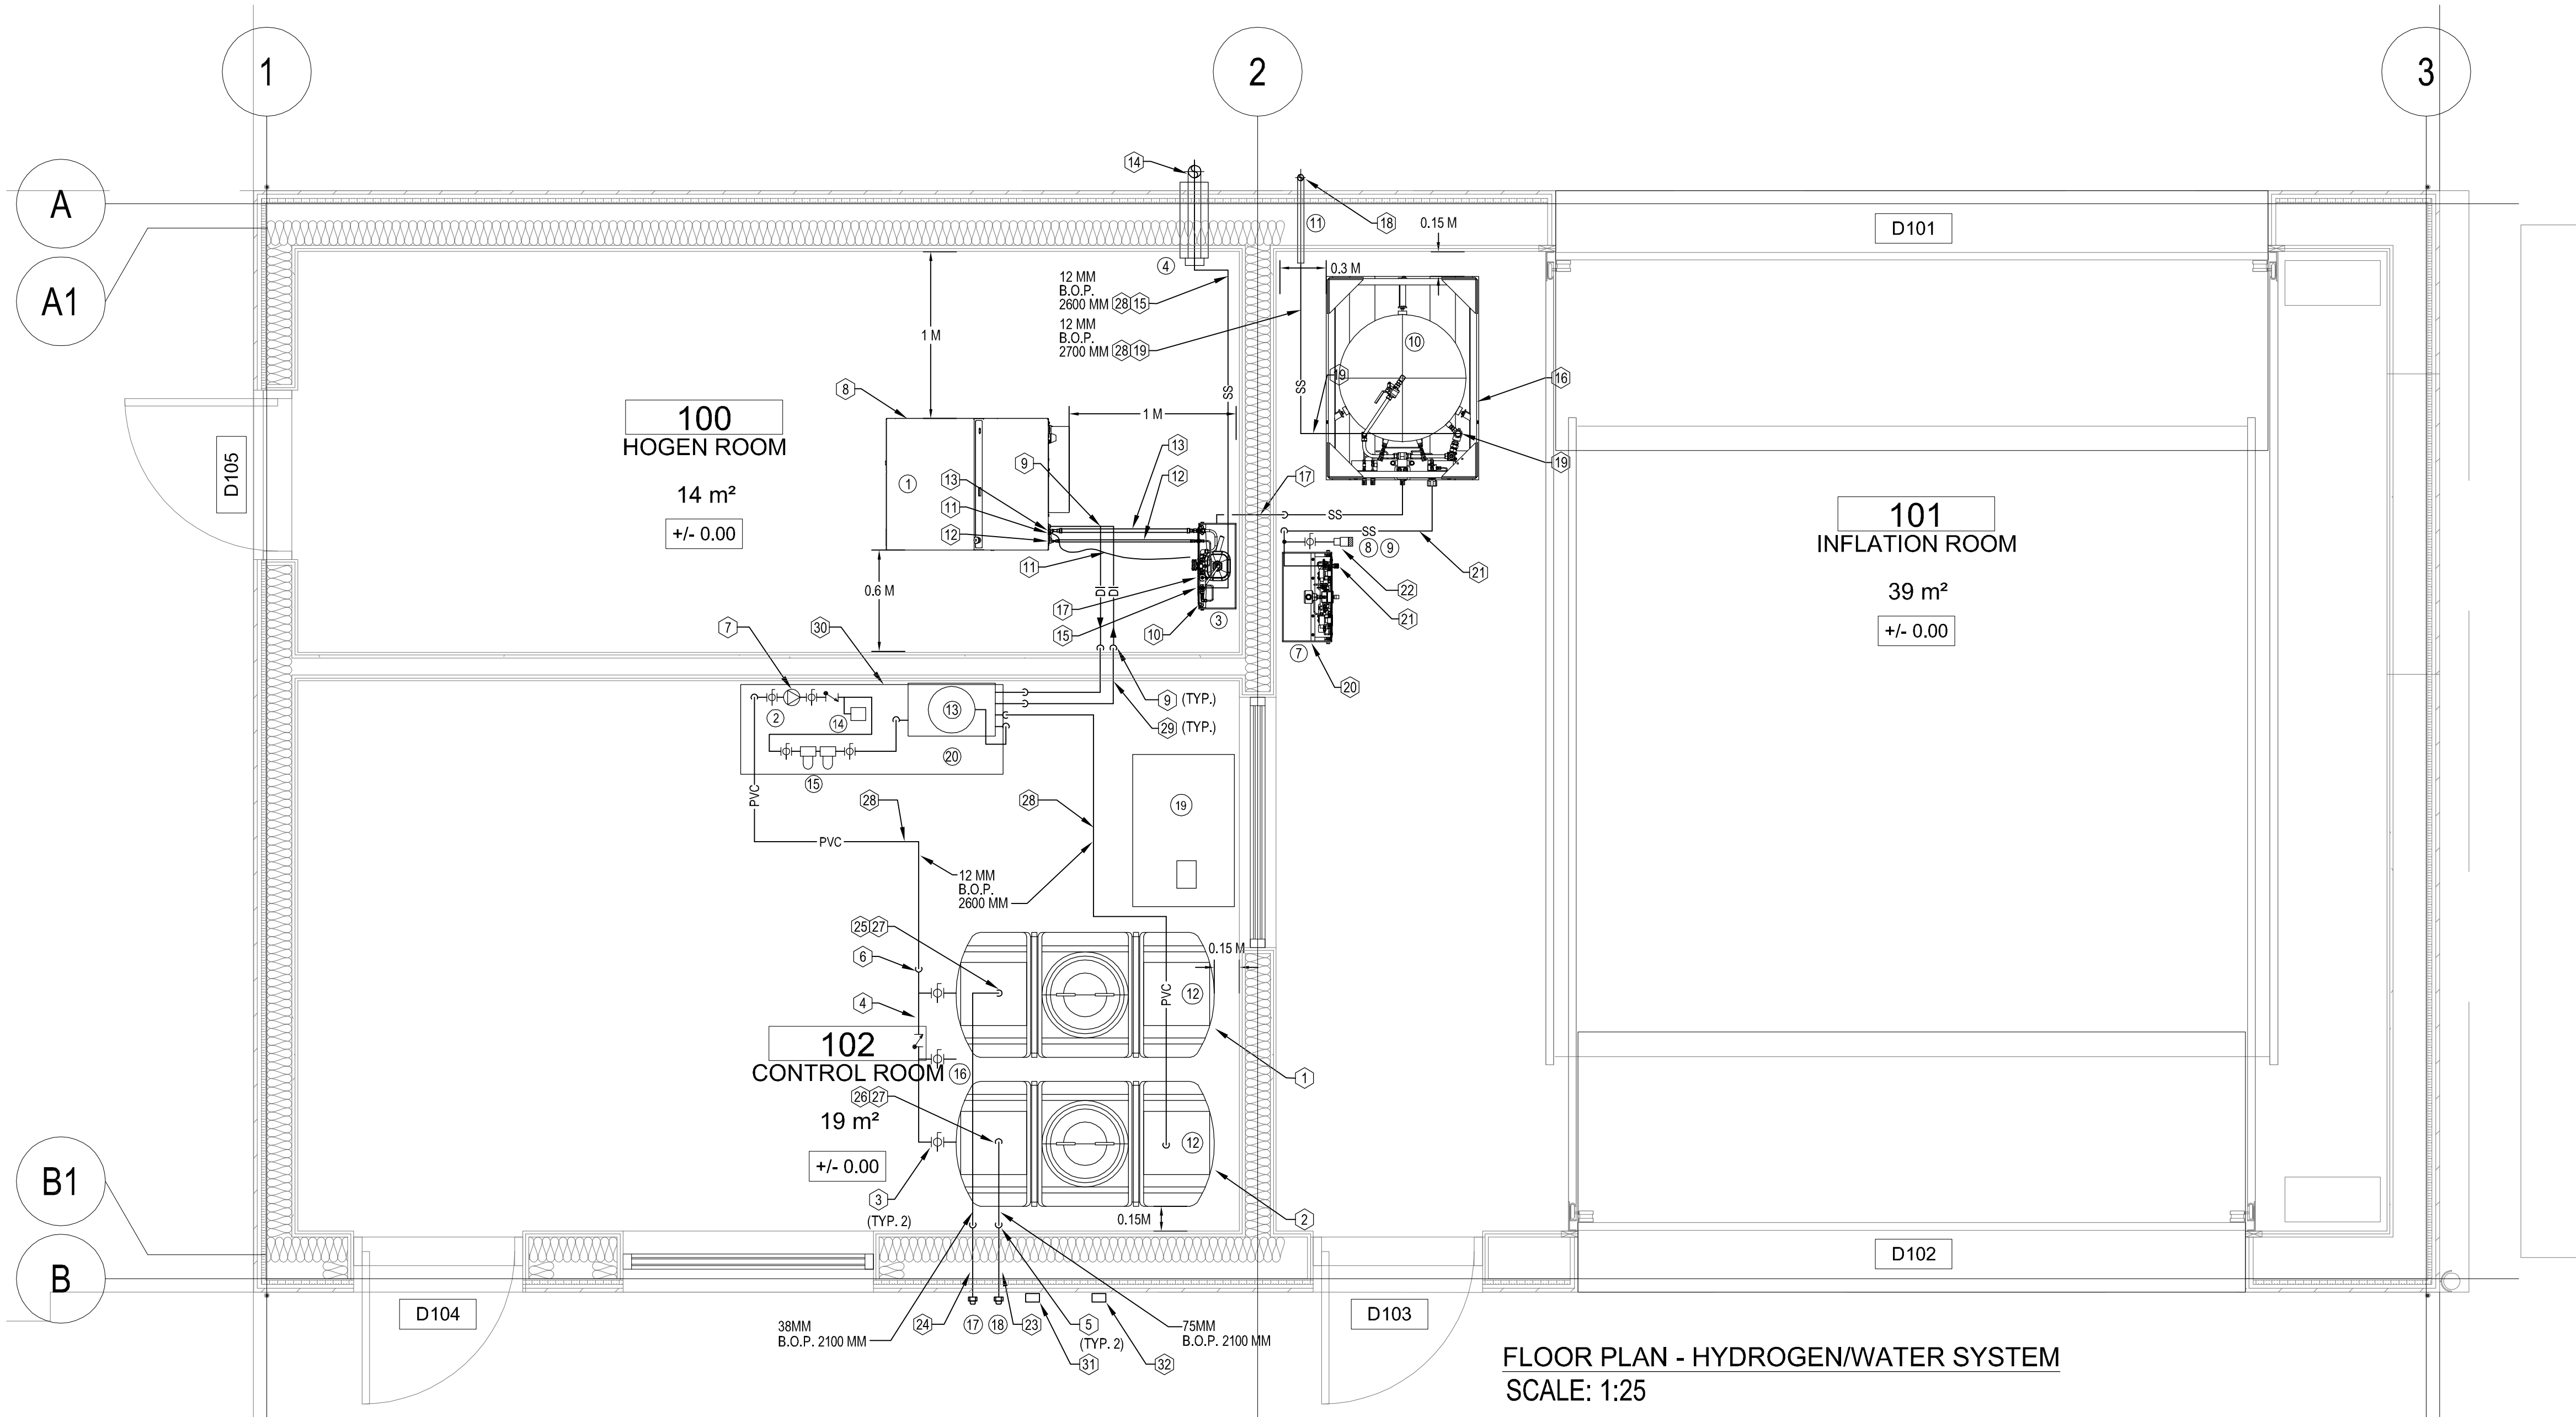 1
2
3
A
A1
B1
B
14
18
11
4
D101
0.15 M
0.3 M
12 MM
B.O.P.
2600 MM 28 15
12 MM
B.O.P.
2700 MM 28 19
1 M
1 M
SS
SS
10
19
16
19
8
100
HOGEN ROOM
14 m²
+/- 0.00
D105
1
9
13
12
13
11
12
11
17
SS
SS
8 9
22
21
21
101
INFLATION ROOM
39 m²
+/- 0.00
0.6 M
DI
DI
17
15
10
3
7
20
7
30
2
14
13
20
15
9 (TYP.)
29 (TYP.)
PVC
PVC
28
28
19
12 MM
B.O.P.
2600 MM
25 27
6
4
0.15 M
PVC
12
102
CONTROL ROOM
16
26 27
19 m²
+/- 0.00
1
12
3
(TYP. 2)
0.15M
2
D102
D104
D103
38MM
B.O.P. 2100 MM
24
17
18
23
5
(TYP. 2)
31
32
75MM
B.O.P. 2100 MM
FLOOR PLAN - HYDROGEN/WATER SYSTEM
SCALE: 1:25